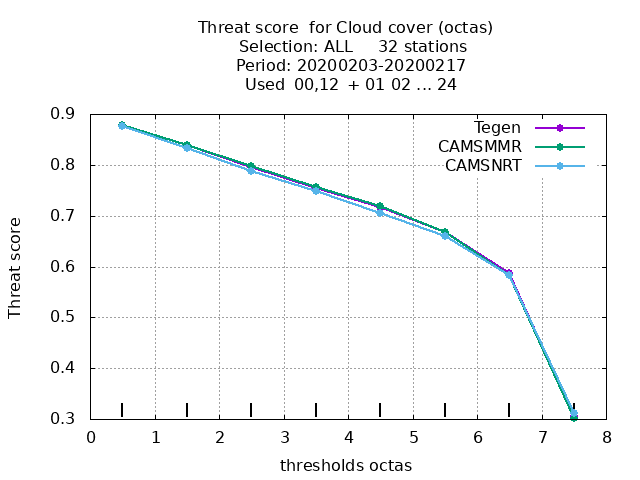 Threat score  for Cloud cover (octas)
Selection: ALL     32 stations
Period: 20200203-20200217
Used  00,12  + 01 02 ... 24
Tegen
CAMSMMR
CAMSNRT
Threat score
0.9
0.8
0.7
0.6
0.5
0.4
0.3
0 1 2 3 4 5 6 7 8
thresholds octas